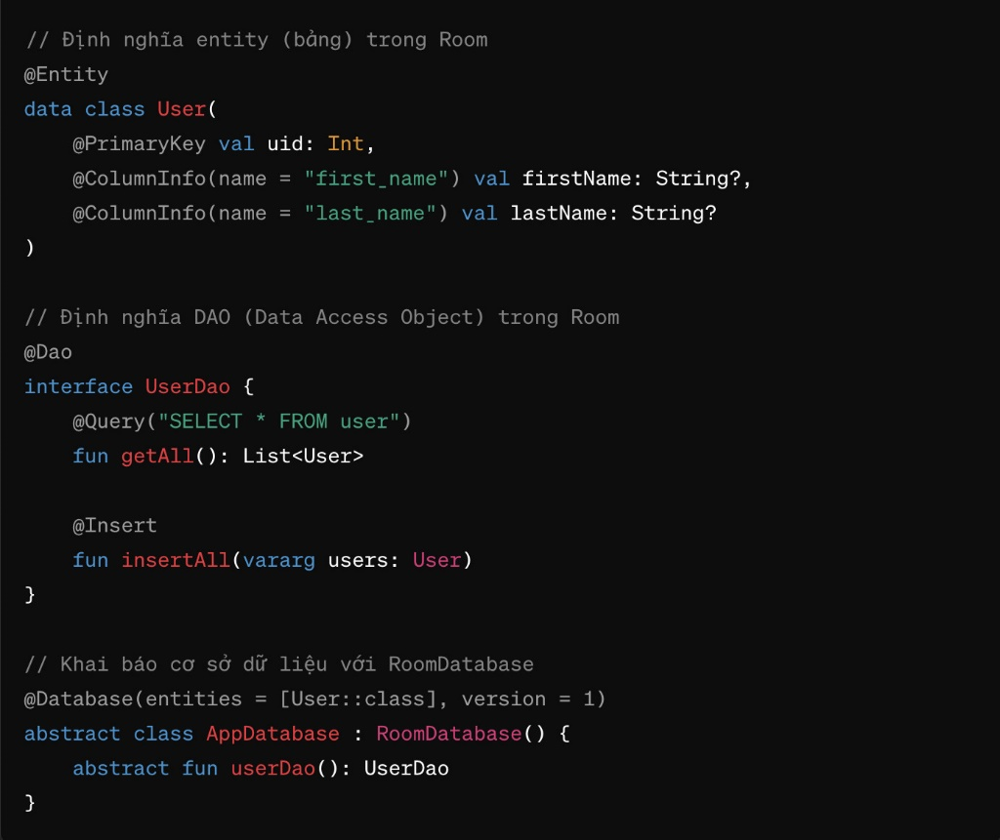 // Định nghĩa entity (bảng) trong Room
@Entity
data class User(
    @PrimaryKey val uid: Int,
    @ColumnInfo(name = "first_name") val firstName: String?,
    @ColumnInfo(name = "last_name") val lastName: String?
)

// Định nghĩa DAO (Data Access Object) trong Room
@Dao
interface UserDao {
    @Query("SELECT * FROM user")
    fun getAll(): List<User>

    @Insert
    fun insertAll(vararg users: User)
}

// Khai báo cơ sở dữ liệu với RoomDatabase
@Database(entities = [User::class], version = 1)
abstract class AppDatabase : RoomDatabase() {
    abstract fun userDao(): UserDao
}